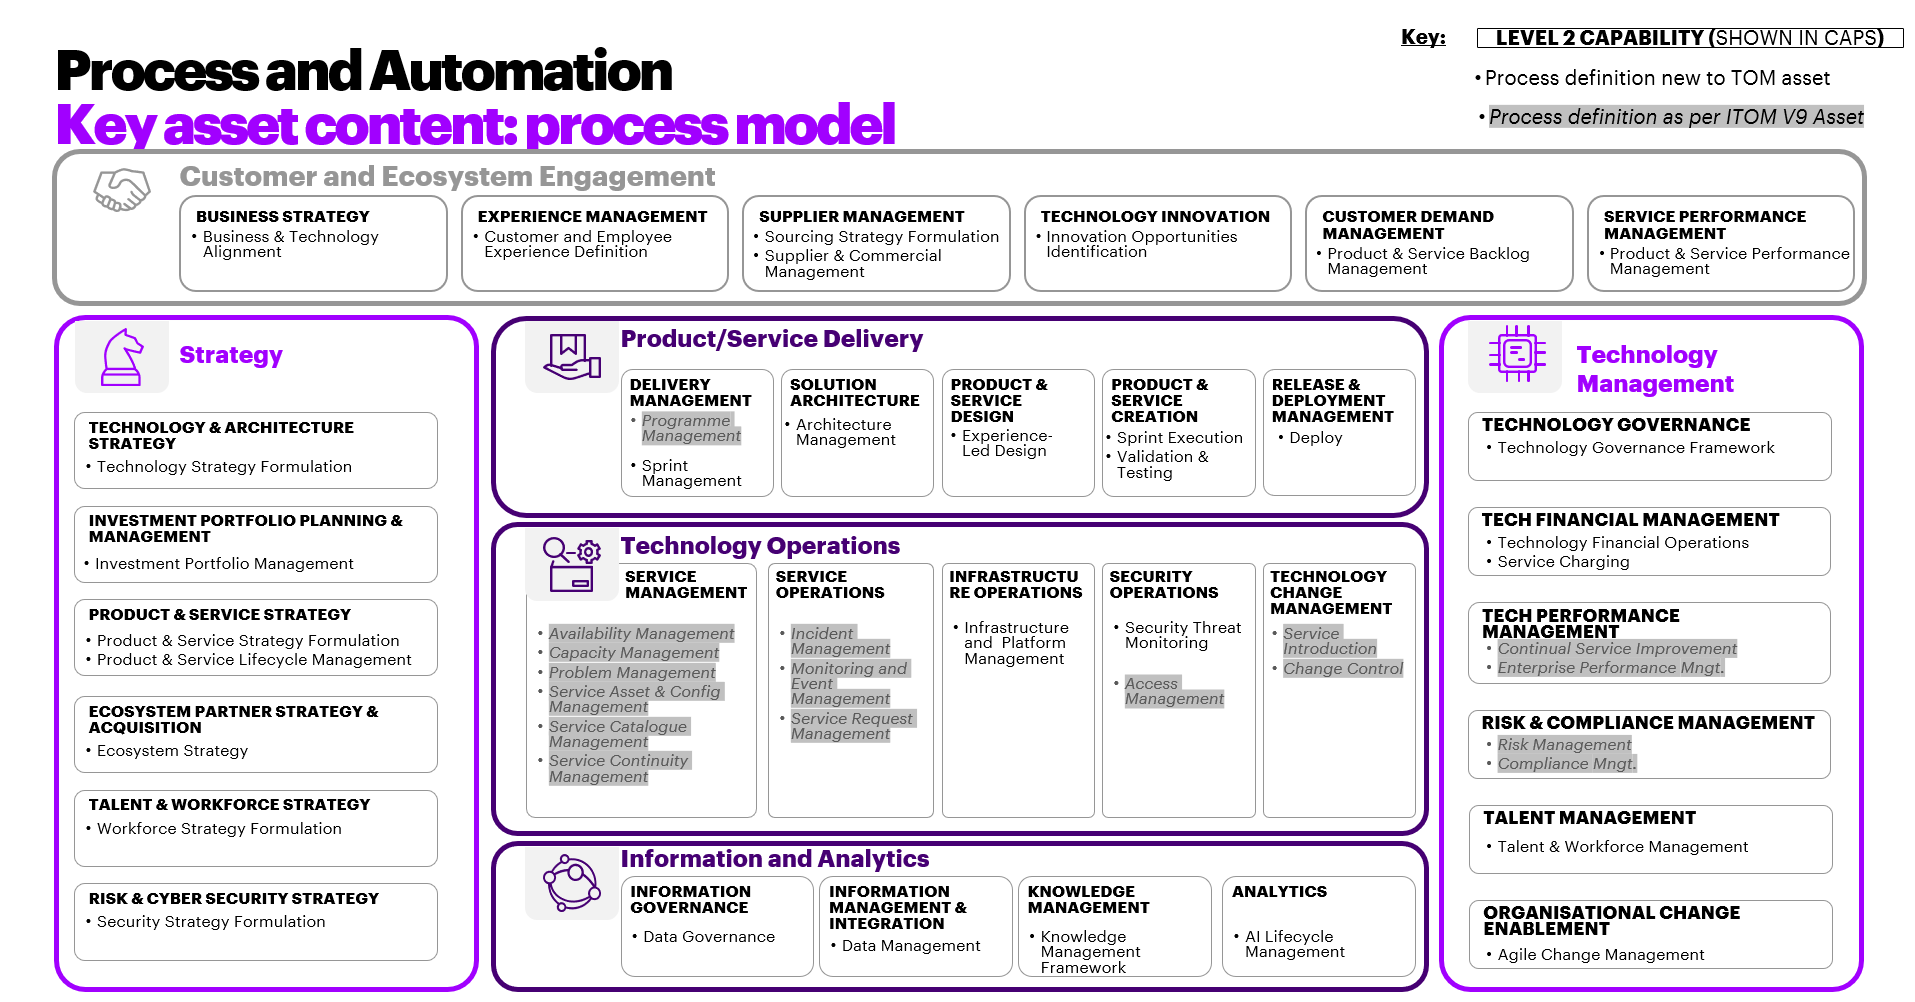 Process and Automation
Key asset content: process model
Key:
LEVEL 2 CAPABILITY (SHOWN IN CAPS)
• Process definition new to TOM asset
• Process definition as per ITOM V9 Asset
Customer and Ecosystem Engagement
BUSINESS STRATEGY
• Business & Technology
Alignment
EXPERIENCE MANAGEMENT
• Customer and Employee
Experience Definition
SUPPLIER MANAGEMENT
• Sourcing Strategy Formulation
• Supplier & Commercial
Management
TECHNOLOGY INNOVATION
• Innovation Opportunities
Identification
CUSTOMER DEMAND
MANAGEMENT
• Product & Service Backlog
Management
SERVICE PERFORMANCE
MANAGEMENT
• Product & Service Performance
Management
Strategy
TECHNOLOGY & ARCHITECTURE
STRATEGY
• Technology Strategy Formulation
INVESTMENT PORTFOLIO PLANNING &
MANAGEMENT
• Investment Portfolio Management
PRODUCT & SERVICE STRATEGY
• Product & Service Strategy Formulation
• Product & Service Lifecycle Management
ECOSYSTEM PARTNER STRATEGY &
ACQUISITION
• Ecosystem Strategy
TALENT & WORKFORCE STRATEGY
• Workforce Strategy Formulation
RISK & CYBER SECURITY STRATEGY
• Security Strategy Formulation
Product/Service Delivery
DELIVERY
MANAGEMENT
• Programme
Management
• Sprint
Management
SOLUTION
ARCHITECTURE
• Architecture
Management
PRODUCT &
SERVICE
DESIGN
• Experience-
Led Design
PRODUCT &
SERVICE
CREATION
• Sprint Execution
• Validation &
Testing
RELEASE &
DEPLOYMENT
MANAGEMENT
• Deploy
Technology Operations
SERVICE
MANAGEMENT
• Availability Management
• Capacity Management
• Problem Management
• Service Asset & Config
Management
• Service Catalogue
Management
• Service Continuity
Management
SERVICE
OPERATIONS
• Incident
Management
• Monitoring and
Event
Management
• Service Request
Management
INFRASTRUCTU
RE OPERATIONS
• Infrastructure
and Platform
Management
SECURITY
OPERATIONS
• Security Threat
Monitoring
• Access
Management
TECHNOLOGY
CHANGE
MANAGEMENT
• Service
Introduction
• Change Control
Information and Analytics
INFORMATION
GOVERNANCE
• Data Governance
INFORMATION
MANAGEMENT &
INTEGRATION
• Data Management
KNOWLEDGE
MANAGEMENT
• Knowledge
Management
Framework
ANALYTICS
• AI Lifecycle
Management
Technology
Management
TECHNOLOGY GOVERNANCE
• Technology Governance Framework
TECH FINANCIAL MANAGEMENT
• Technology Financial Operations
• Service Charging
TECH PERFORMANCE
MANAGEMENT
• Continual Service Improvement
• Enterprise Performance Mngt.
RISK & COMPLIANCE MANAGEMENT
• Risk Management
• Compliance Mngt.
TALENT MANAGEMENT
• Talent & Workforce Management
ORGANISATIONAL CHANGE
ENABLEMENT
• Agile Change Management